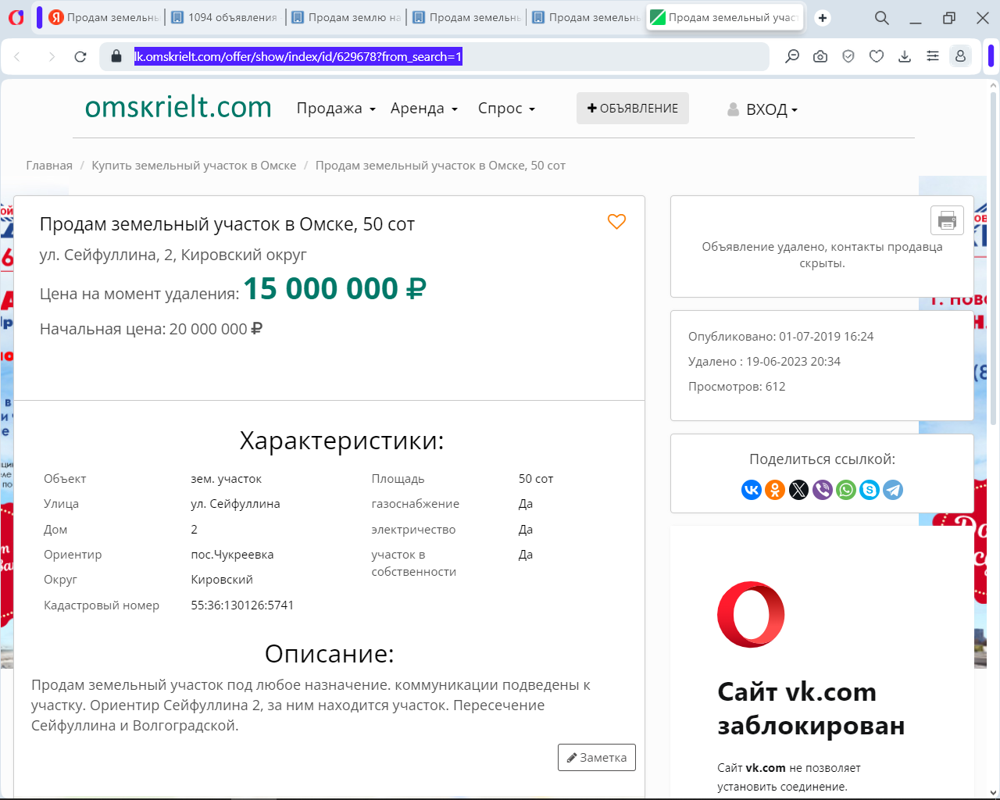 Продам земельнь
1094 объявления
Продам землю на
Продам земельнь
Продам земельнь
Продам земельный участ
lk.omskrielt.com/offer/show/index/id/629678?from_search=1
omskrielt.com
Продажа
Аренда
Спрос
+ ОБЪЯВЛЕНИЕ
ВХОД
Главная / Купить земельный участок в Омске / Продам земельный участок в Омске, 50 сот
Продам земельный участок в Омске, 50 сот
ул. Сейфуллина, 2, Кировский округ
Цена на момент удаления: 15 000 000 ₽
Начальная цена: 20 000 000 ₽
Характеристики:
Объект зем. участок
Улица ул. Сейфуллина
Дом 2
Ориентир пос.Чукреевка
Округ Кировский
Кадастровый номер 55:36:130126:5741
Площадь 50 сот
газоснабжение Да
электричество Да
участок в Да
собственности
Описание:
Продам земельный участок под любое назначение. коммуникации подведены к
участку. Ориентир Сейфуллина 2, за ним находится участок. Пересечение
Сейфуллина и Волгоградской.
Заметка
Объявление удалено, контакты продавца
скрыты.
Опубликовано: 01-07-2019 16:24
Удалено : 19-06-2023 20:34
Просмотров: 612
Поделиться ссылкой:
Сайт vk.com
заблокирован
Сайт vk.com не позволяет
установить соединение.